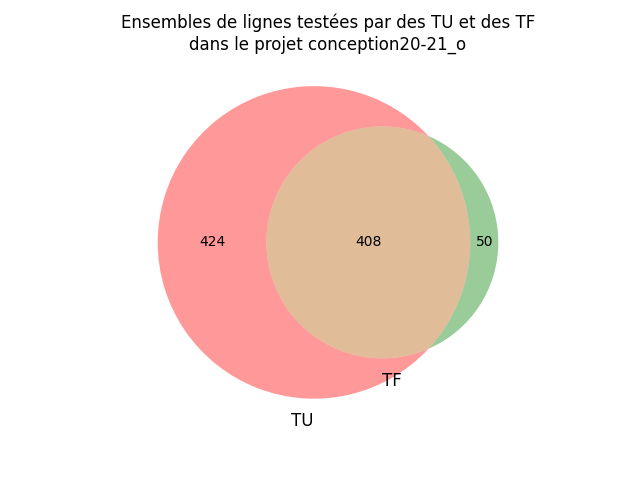 Ensembles de lignes testées par des TU et des TF
dans le projet conception20-21_o
424
408
50
TF
TU